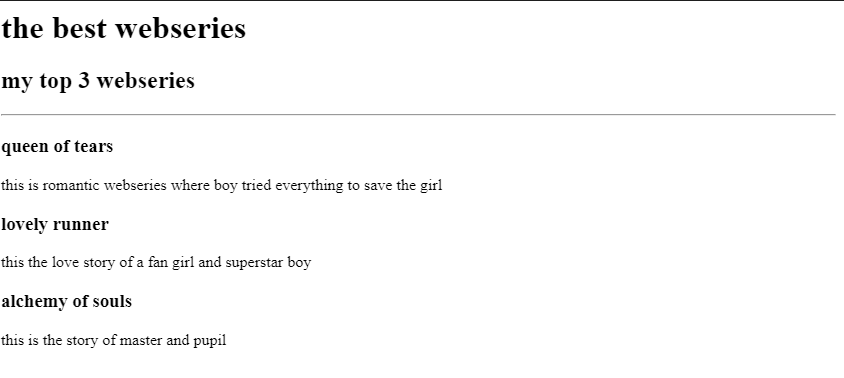 the best webseries
my top 3 webseries
queen of tears
this is romantic webseries where boy tried everything to save the girl
lovely runner
this the love story of a fan girl and superstar boy
alchemy of souls
this is the story of master and pupil